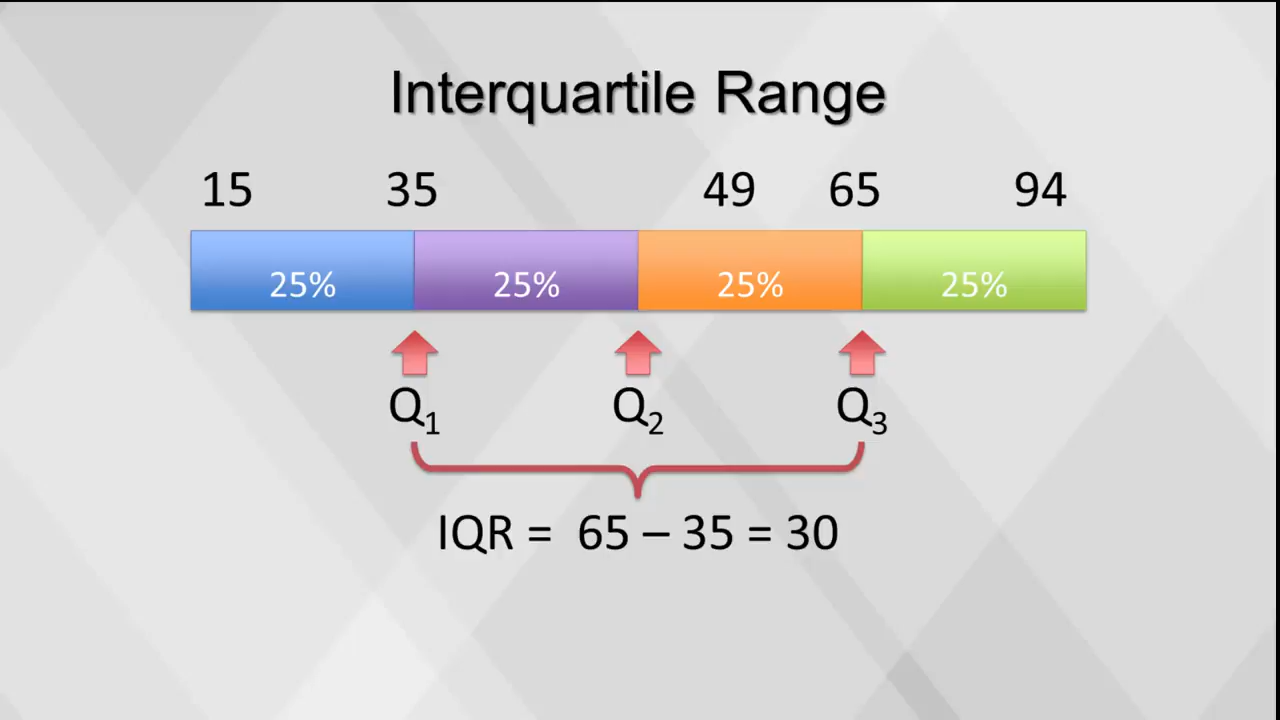 Interquartile Range
15 35 49 65 94
25% 25% 25% 25%
Q1 Q2 Q3
IQR = 65 – 35 = 30